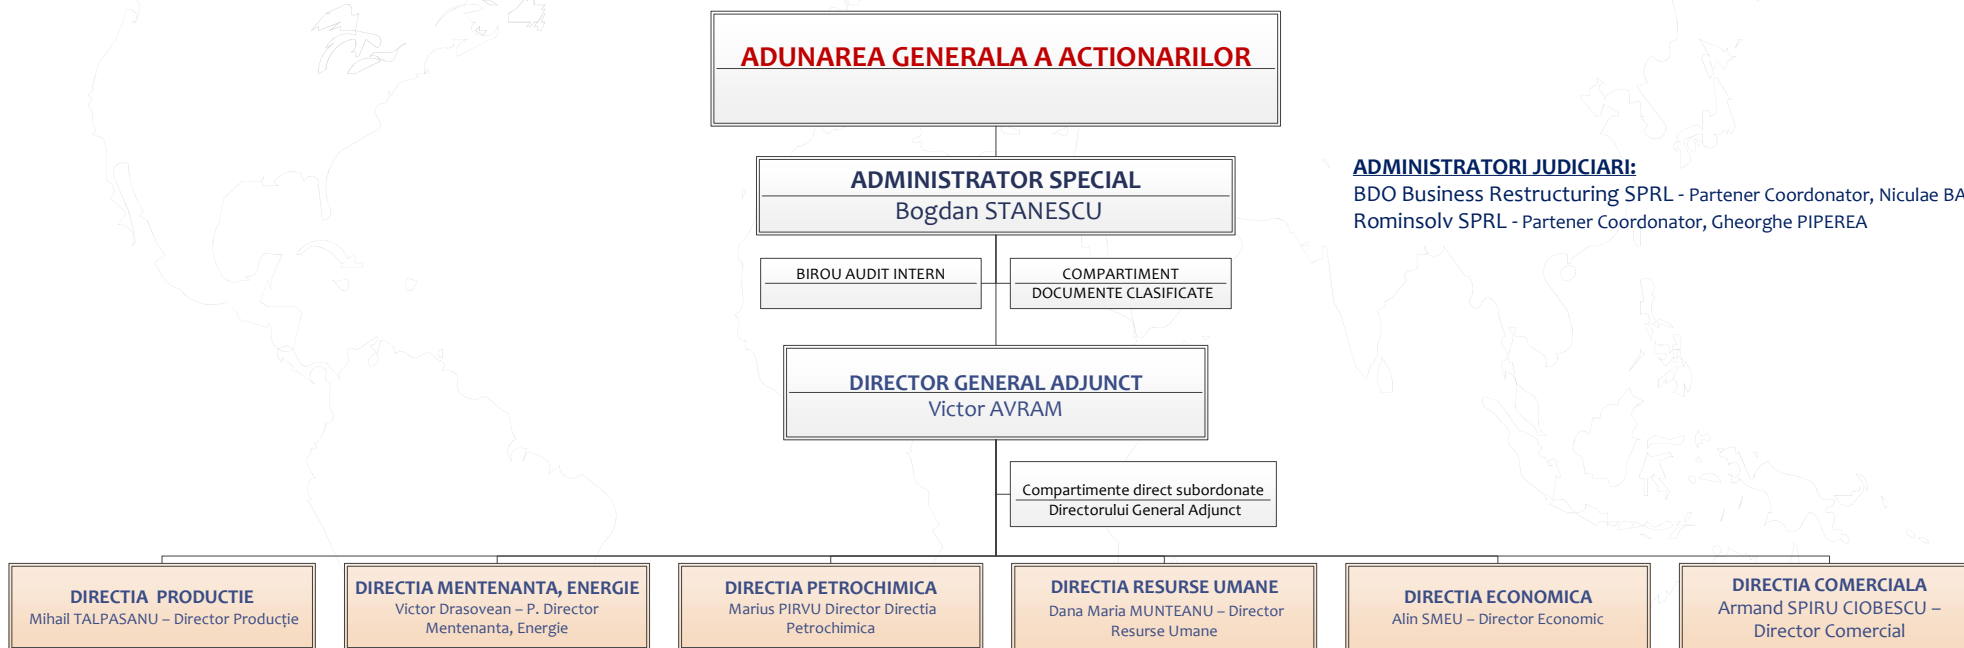 ADUNAREA GENERALA A ACTIONARILOR
ADMINISTRATOR SPECIAL
Bogdan STANESCU
ADMINISTRATORI JUDICIARI:
BDO Business Restructuring SPRL - Partener Coordonator, Niculae
Rominsolv SPRL - Partener Coordonator, Gheorghe PIPEREA
BIROU AUDIT INTERN
COMPARTIMENT
DOCUMENTE CLASIFICATE
DIRECTOR GENERAL ADJUNCT
Victor AVRAM
Compartimente direct subordonate
Directorului General Adjunct
DIRECTIA PRODUCTIE
Mihail TALPASANU – Director Producție
DIRECTIA MENTENANTA, ENERGIE
Victor Drasovean – P. Director
Mentenanta, Energie
DIRECTIA PETROCHIMICA
Marius PIRVU Director Directia
Petrochimica
DIRECTIA RESURSE UMANE
Dana Maria MUNTEANU – Director
Resurse Umane
DIRECTIA ECONOMICA
Alin SMEU – Director Economic
DIRECTIA COMERCIALA
Armand SPIRU CIOBESCU –
Director Comercial